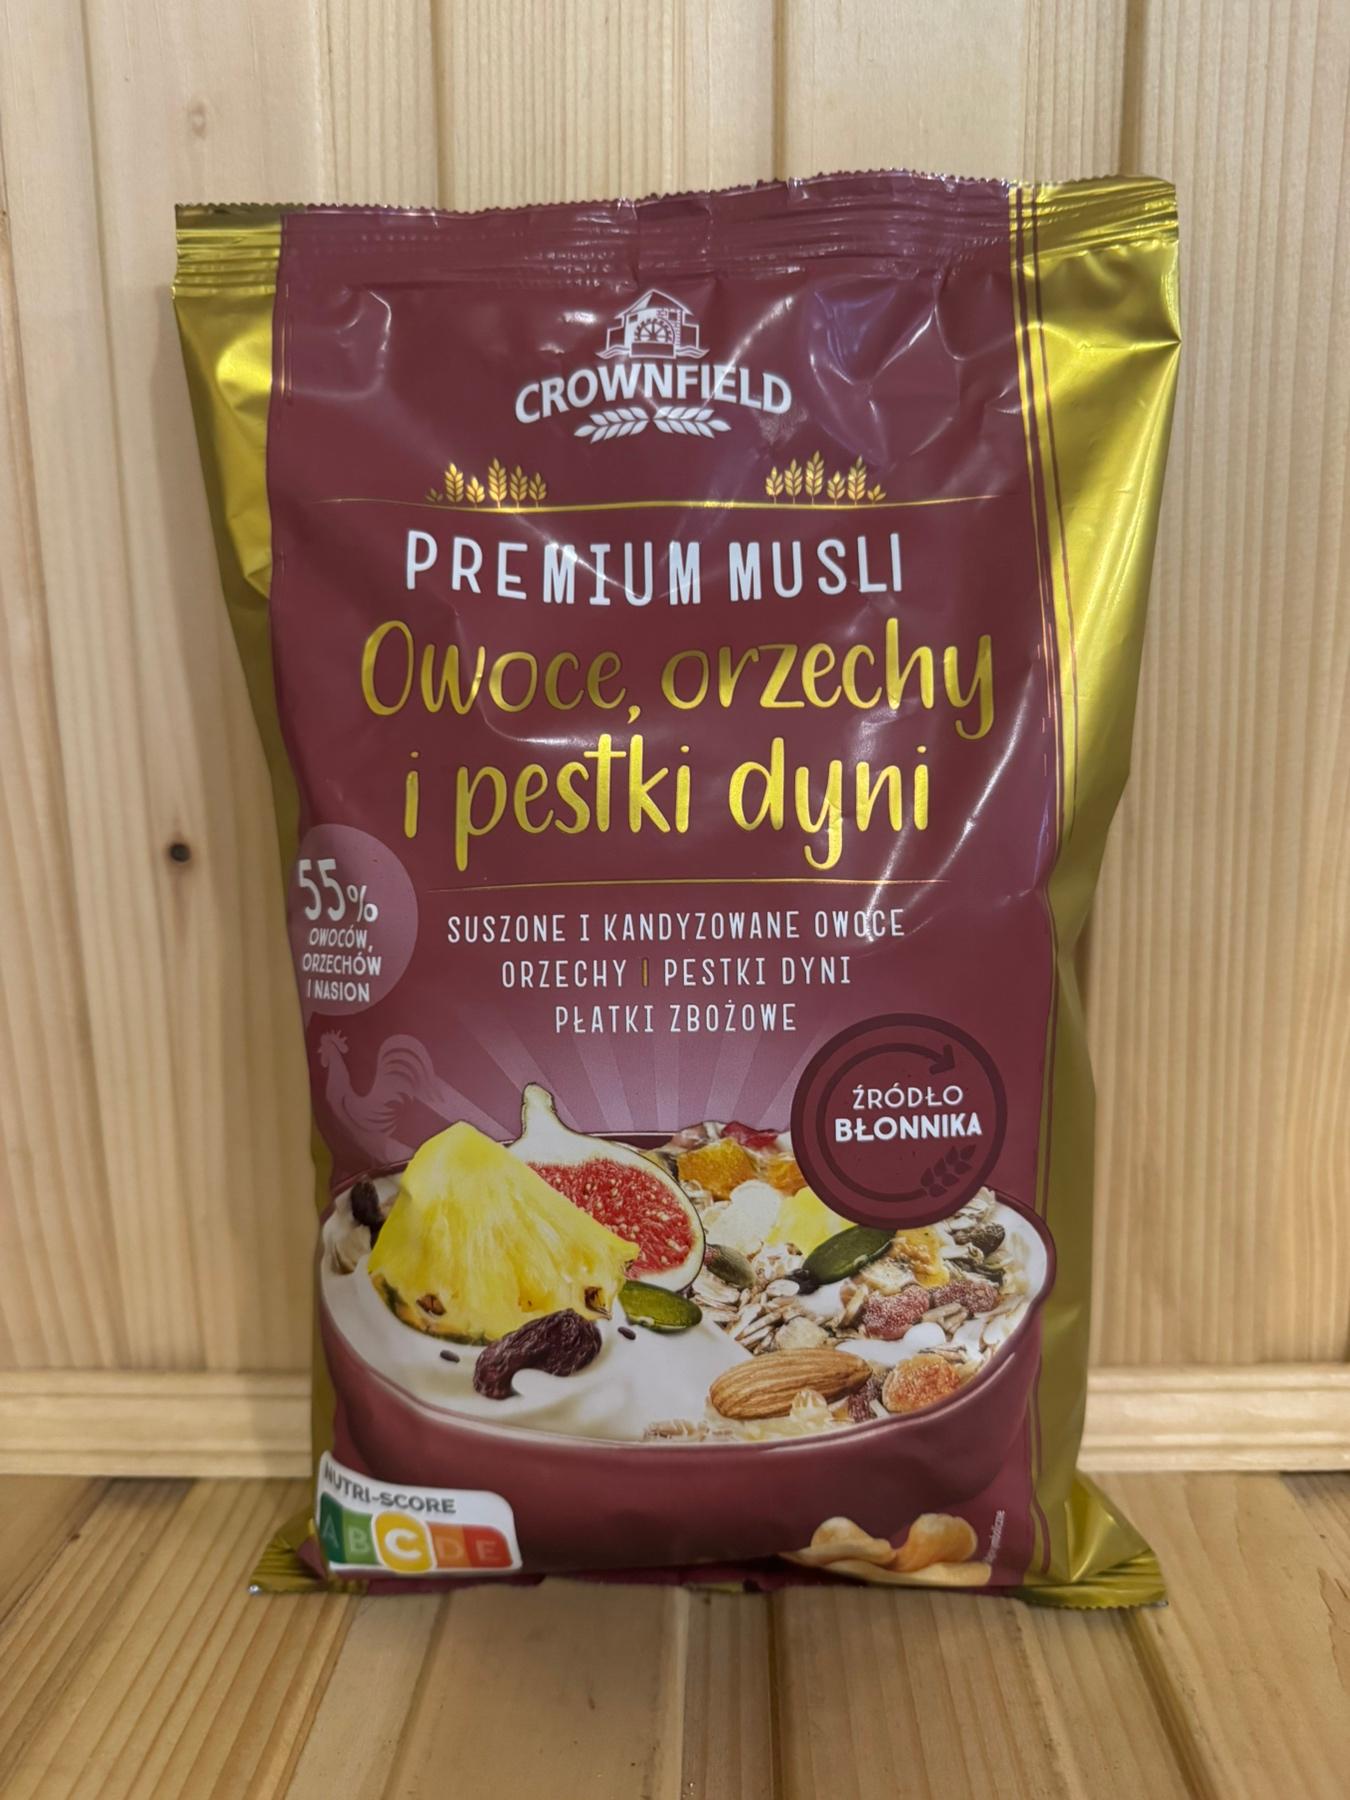 CROWNFIELD
PREMIUM MUSLI
Owoce, orzechy
i pestki dyni
55%
OWOCÓW,
ORZECHÓW
I NASION
SUSZONE I KANDYZOWANE OWOCE
ORZECHY I PESTKI DYNI
PŁATKI ZBOŻOWE
ŹRÓDŁO
BŁONNIKA
NUTRI-SCORE
A B C D E